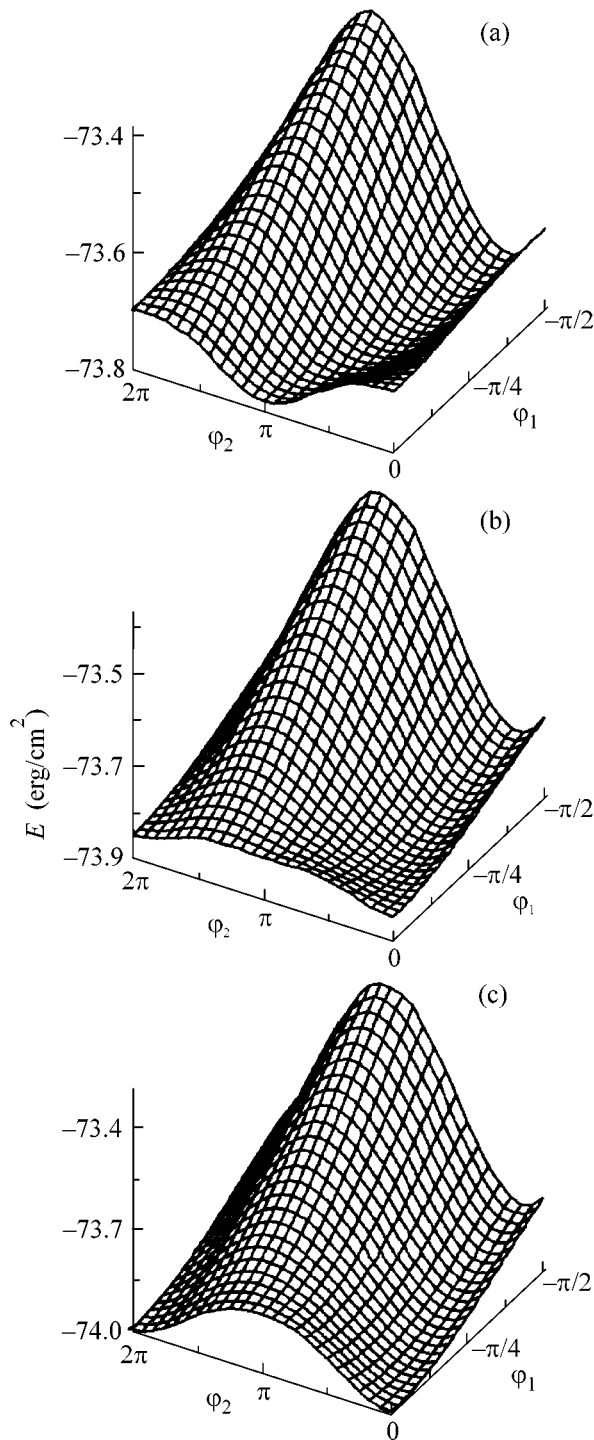 (a)
−73.4
−73.6
−73.8
2π
φ₂
π
0
−π/4
φ₁
−π/2
(b)
E (erg/cm²)
−73.5
−73.7
−73.9
2π
φ₂
π
0
−π/4
φ₁
−π/2
(c)
−73.4
−73.7
−74.0
2π
φ₂
π
0
−π/4
φ₁
−π/2